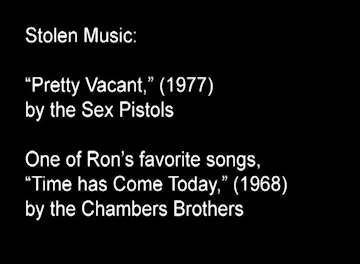 Stolen Music:
“Pretty Vacant,” (1977)
by the Sex Pistols
One of Ron’s favorite songs,
“Time has Come Today,” (1968)
by the Chambers Brothers